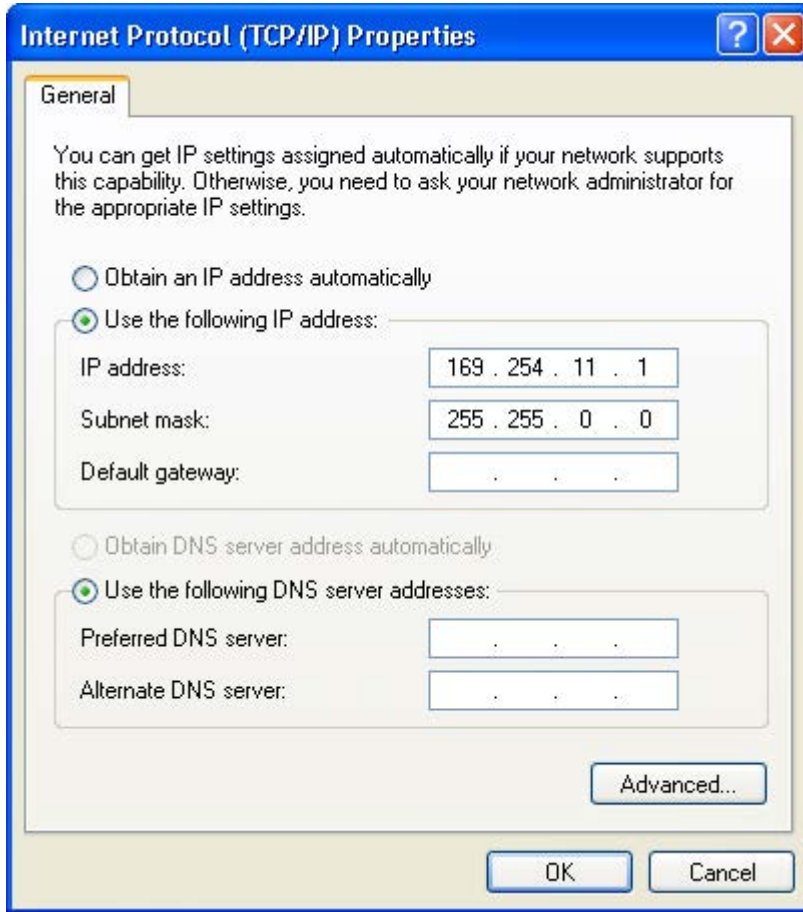 Internet Protocol (TCP/IP) Properties
General
You can get IP settings assigned automatically if your network supports
this capability. Otherwise, you need to ask your network administrator for
the appropriate IP settings.
Obtain an IP address automatically
Use the following IP address:
IP address: 169 . 254 . 11 . 1
Subnet mask: 255 . 255 . 0 . 0
Default gateway: . . .
Obtain DNS server address automatically
Use the following DNS server addresses:
Preferred DNS server: . . .
Alternate DNS server: . . .
Advanced...
OK Cancel